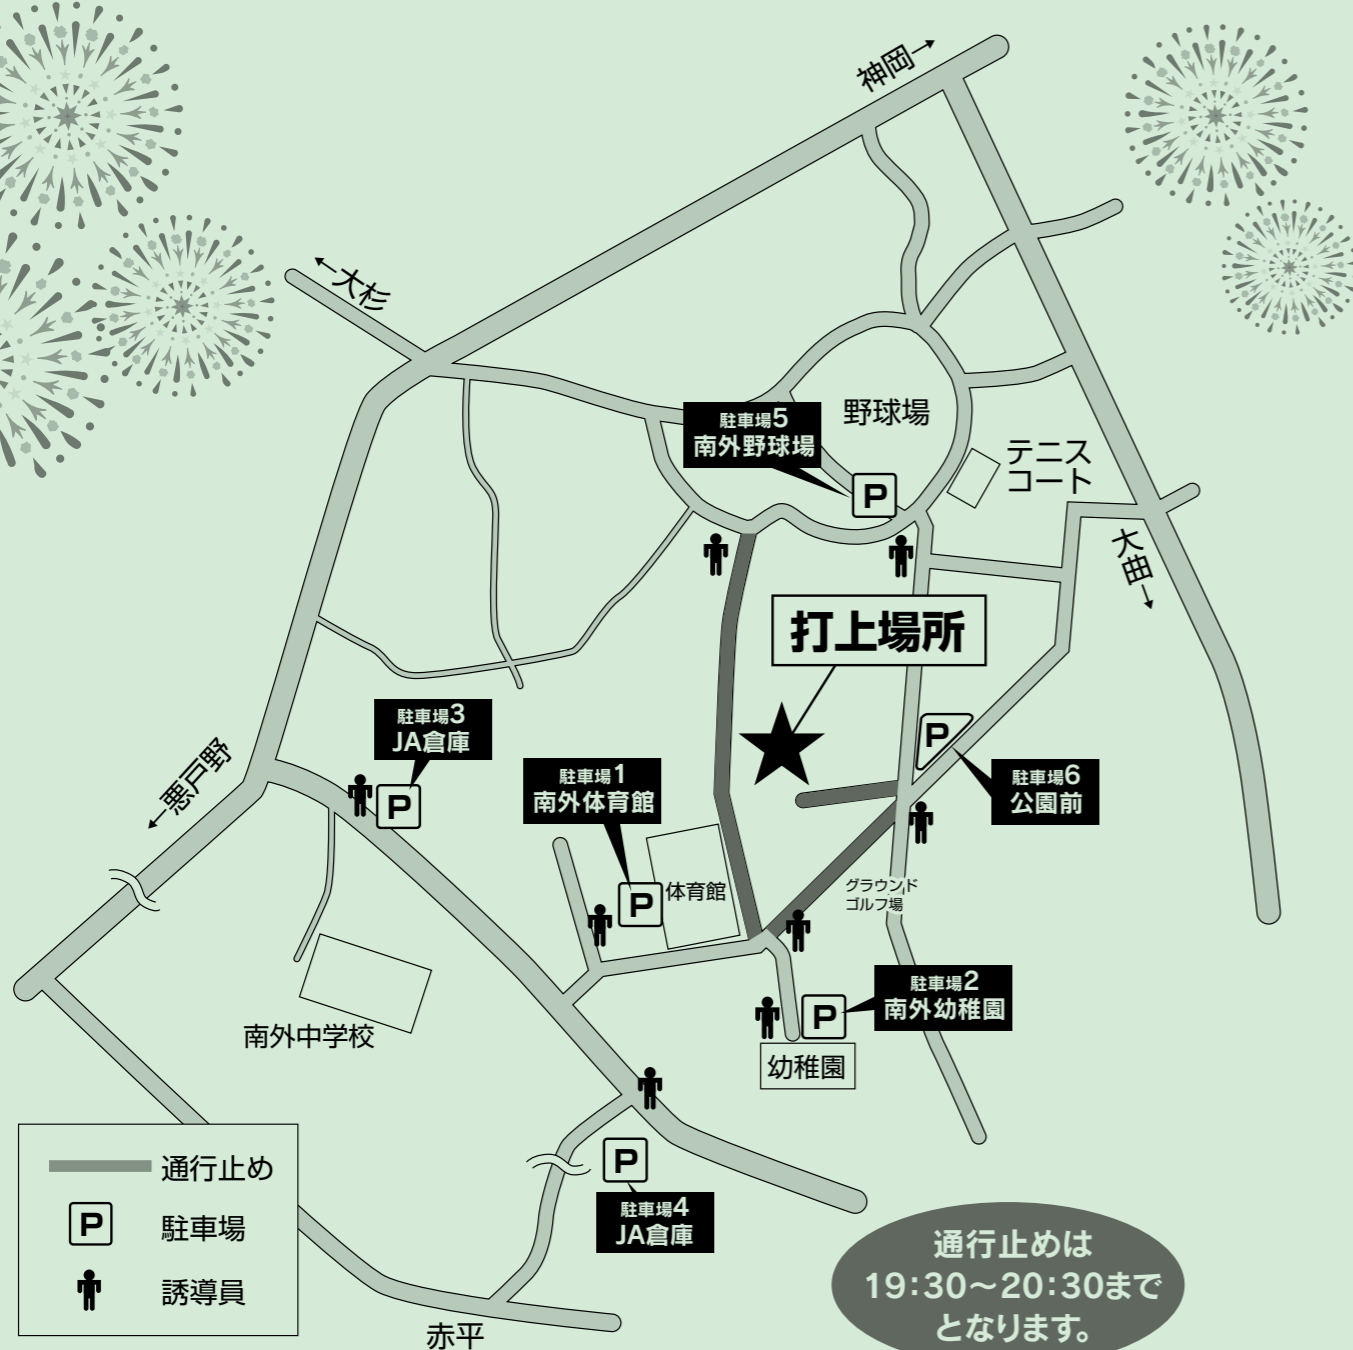 神岡→
←大杉
駐車場5
南外野球場
野球場
P
テニス
コート
大曲→
打上場所
駐車場3
JA倉庫
P
←悪戸野
駐車場1
南外体育館
P
体育館
P
駐車場6
公園前
グラウンド
ゴルフ場
駐車場2
南外幼稚園
P
幼稚園
南外中学校
P
駐車場4
JA倉庫
赤平
通行止め
P 駐車場
誘導員
通行止めは
19:30〜20:30まで
となります。